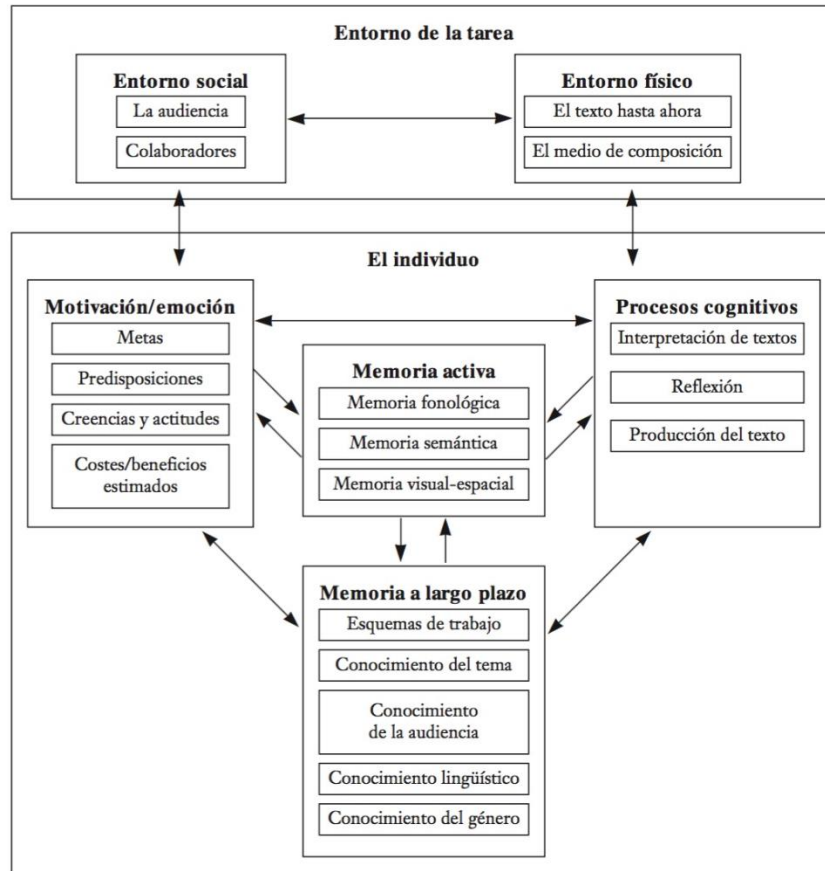 Entorno de la tarea
Entorno social
La audiencia
Colaboradores
Entorno físico
El texto hasta ahora
El medio de composición
El individuo
Motivación/emoción
Metas
Predisposiciones
Creencias y actitudes
Costes/beneficios
estimados
Memoria activa
Memoria fonológica
Memoria semántica
Memoria visual-espacial
Procesos cognitivos
Interpretación de textos
Reflexión
Producción del texto
Memoria a largo plazo
Esquemas de trabajo
Conocimiento del tema
Conocimiento
de la audiencia
Conocimiento lingüístico
Conocimiento del género